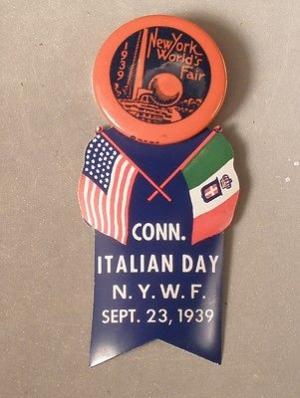 1939
New York
World's
Fair
CONN.
ITALIAN DAY
N.Y.W.F.
SEPT. 23, 1939